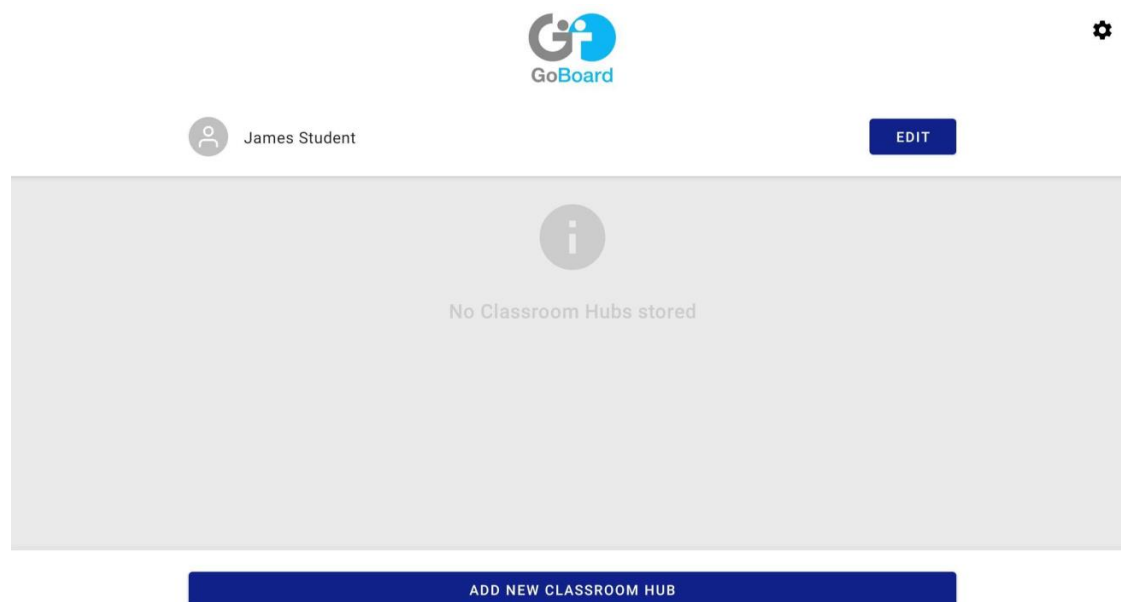 GoBoard
James Student
EDIT
No Classroom Hubs stored
ADD NEW CLASSROOM HUB